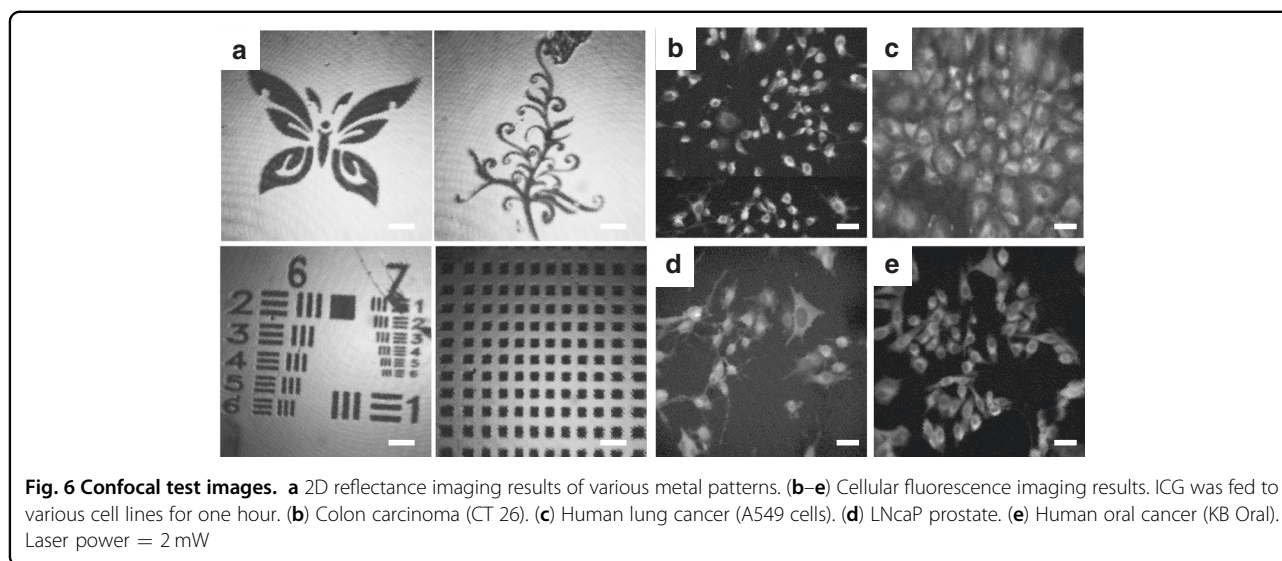 a
b
c
6 7
2 1
3 2
4 3
5 4
6 5
1 6
d
e
Fig. 6 Confocal test images. a 2D reflectance imaging results of various metal patterns. (b–e) Cellular fluorescence imaging results. ICG was fed to
various cell lines for one hour. (b) Colon carcinoma (CT 26). (c) Human lung cancer (A549 cells). (d) LNcaP prostate. (e) Human oral cancer (KB Oral).
Laser power = 2 mW